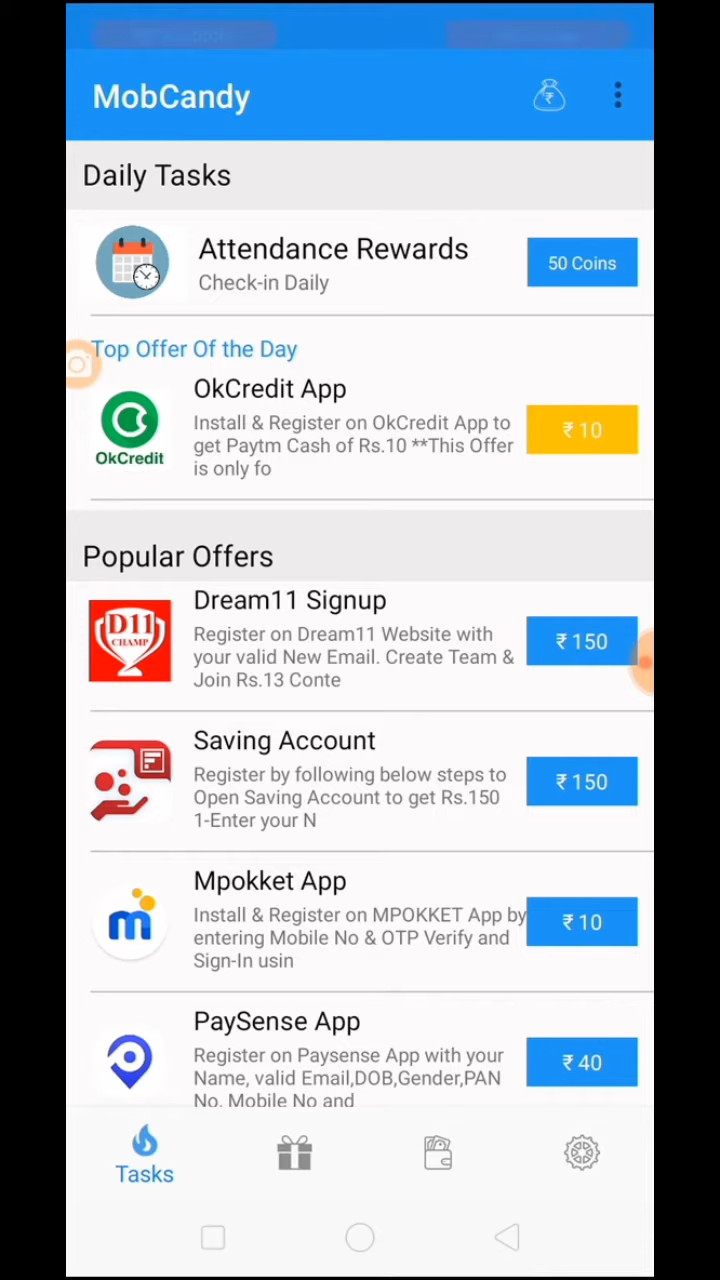 MobCandy
Daily Tasks
Attendance Rewards
Check-in Daily
50 Coins
Top Offer Of the Day
OkCredit App
Install & Register on OkCredit App to
get Paytm Cash of Rs.10 **This Offer
is only fo
₹ 10
OkCredit
Popular Offers
Dream11 Signup
Register on Dream11 Website with
your valid New Email. Create Team &
Join Rs.13 Conte
₹ 150
D11
CHAMP
Saving Account
Register by following below steps to
Open Saving Account to get Rs.150
1-Enter your N
₹ 150
Mpokket App
Install & Register on MPOKKET App by
entering Mobile No & OTP Verify and
Sign-In usin
₹ 10
m
PaySense App
Register on Paysense App with your
Name, valid Email,DOB,Gender,PAN
No, Mobile No and
₹ 40
Tasks